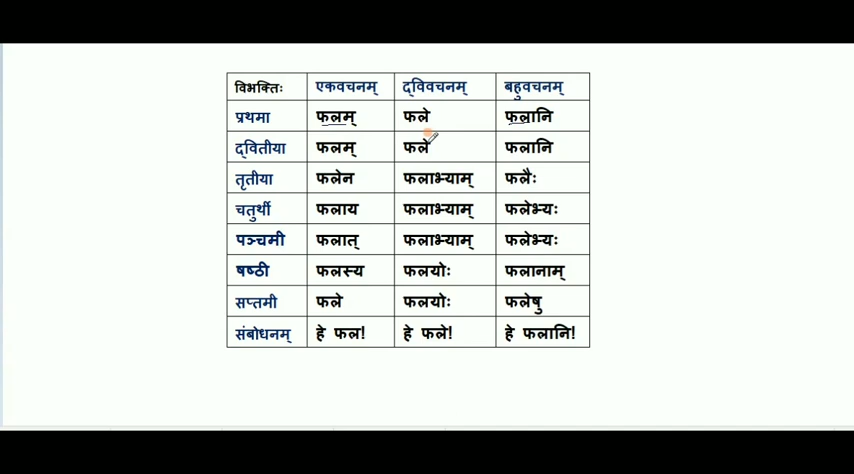 विभक्तिः एकवचनम् द्‌विवचनम् बहुवचनम्
प्रथमा फलम् फले फलानि
द्‌वितीया फलम् फले फलानि
तृतीया फलेन फलाभ्याम् फलैः
चतुर्थी फलाय फलाभ्याम् फलेभ्यः
पञ्चमी फलात् फलाभ्याम् फलेभ्यः
षष्ठी फलस्य फलयोः फलानाम्
सप्तमी फले फलयोः फलेषु
संबोधनम् हे फल! हे फले! हे फलानि!